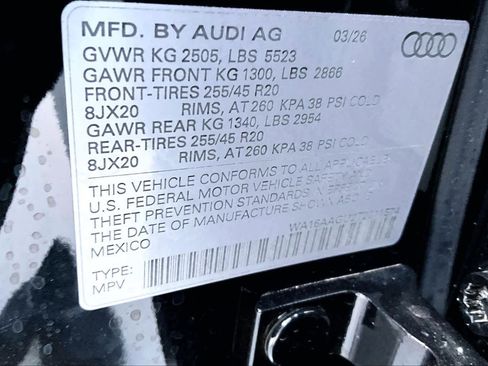 MFD. BY AUDI AG 03/26
GVWR KG 2505, LBS 5523
GAWR FRONT KG 1300, LBS 2866
FRONT-TIRES 255/45 R20
8JX20 RIMS, AT 260 KPA 38 PSI COLD
GAWR REAR KG 1340, LBS 2954
REAR-TIRES 255/45 R20
8JX20 RIMS, AT 260 KPA 38 PSI COLD
THIS VEHICLE CONFORMS TO ALL APPLICABLE
U.S. FEDERAL MOTOR VEHICLE SAFETY AND
THEFT PREVENTION STANDARDS IN EFFECT ON
THE DATE OF MANUFACTURE SHOWN ABOVE
MEXICO
TYPE:
MPV